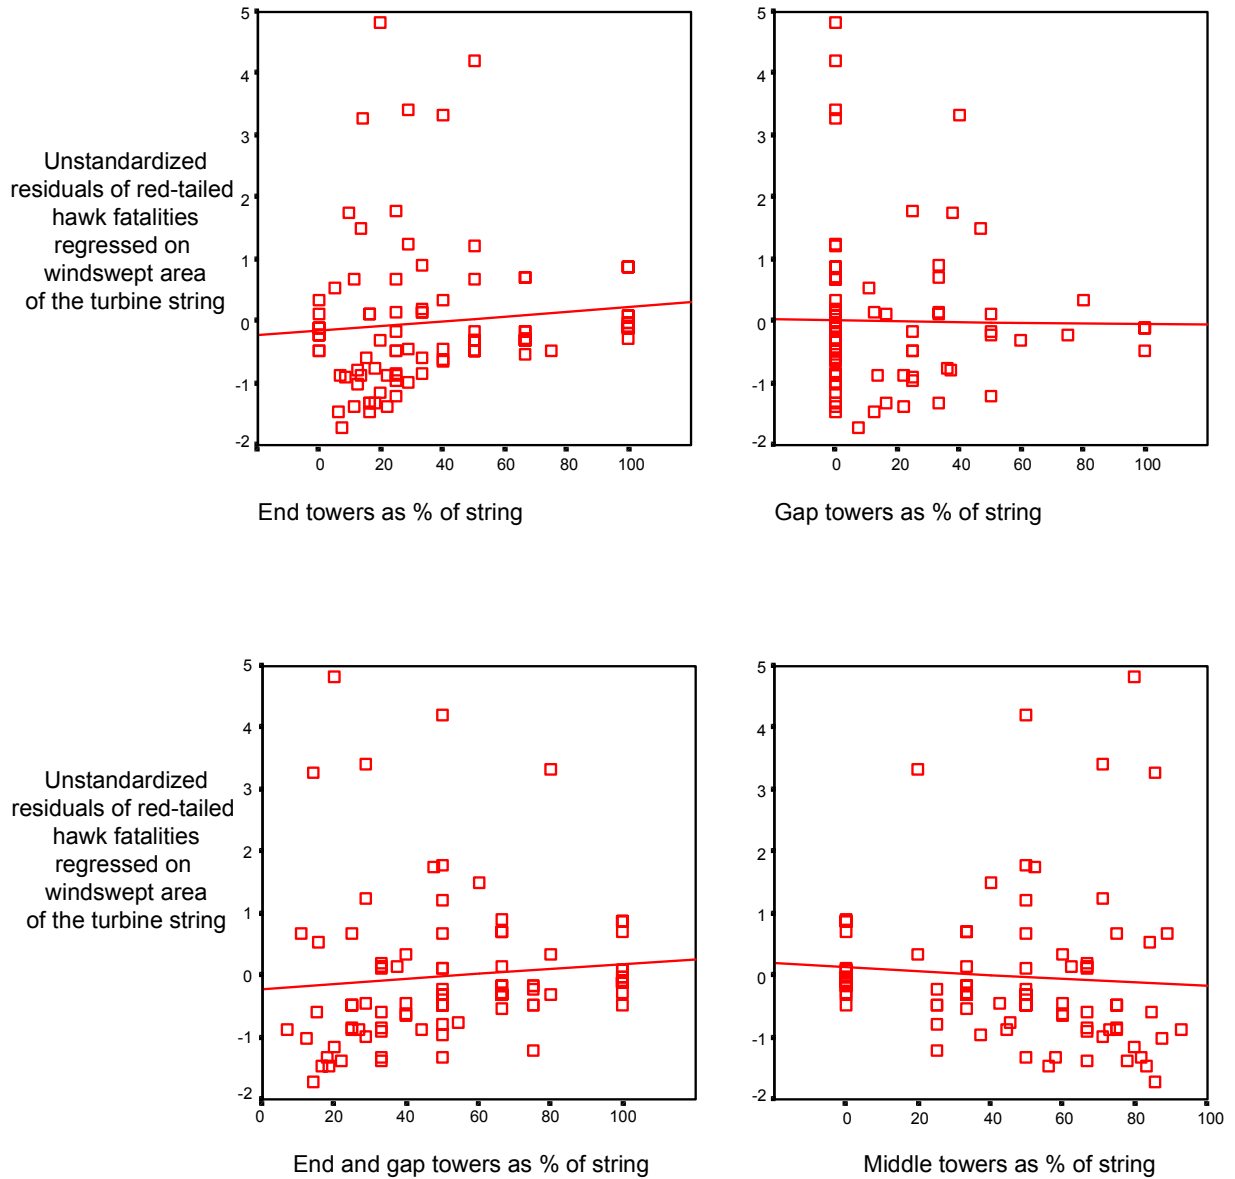 5
4
3
2
1
0
-1
-2
0 20 40 60 80 100
End towers as % of string
5
4
3
2
1
0
-1
-2
0 20 40 60 80 100
Gap towers as % of string
Unstandardized
residuals of red-tailed
hawk fatalities
regressed on
windswept area
of the turbine string
5
4
3
2
1
0
-1
-2
0 20 40 60 80 100
End and gap towers as % of string
5
4
3
2
1
0
-1
-2
0 20 40 60 80 100
Middle towers as % of string
Unstandardized
residuals of red-tailed
hawk fatalities
regressed on
windswept area
of the turbine string